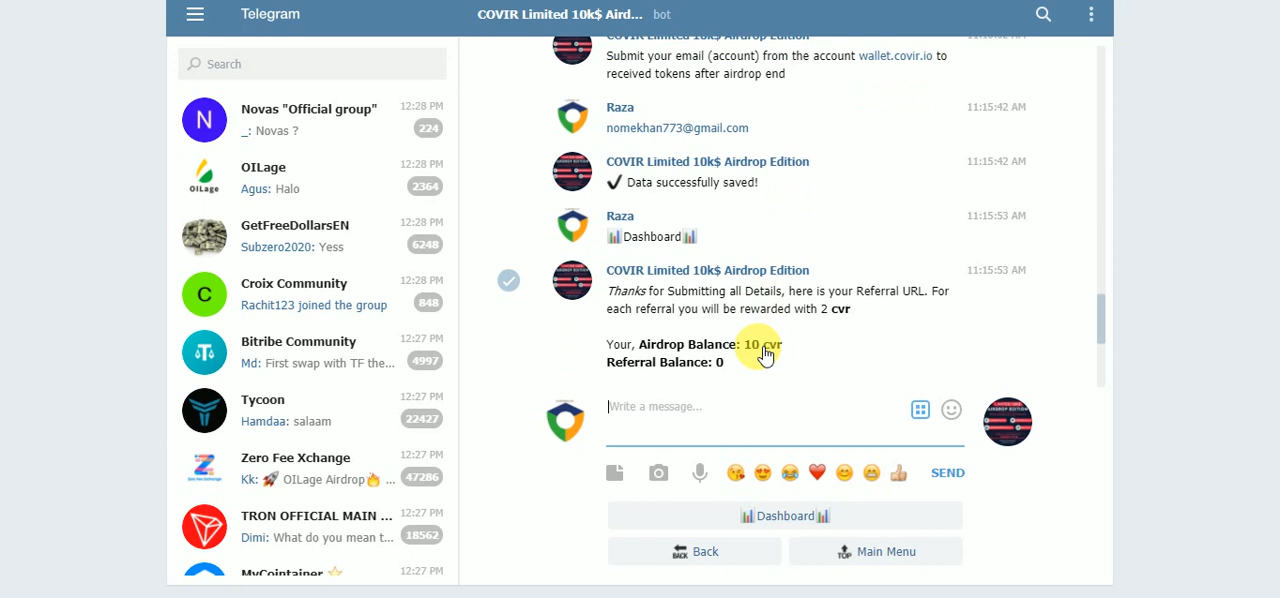 Telegram
COVIR Limited 10k$ Aird... bot
Search
Novas "Official group" 12:28 PM
_: Novas ? 224
OILage 12:28 PM
Agus: Halo 2364
GetFreeDollarsEN 12:28 PM
Subzero2020: Yess 6248
Croix Community 12:28 PM
Rachit123 joined the group 848
Bitribe Community 12:27 PM
Md: First swap with TF the... 4997
Tycoon 12:27 PM
Hamdaa: salaam 22427
Zero Fee Xchange 12:27 PM
Kk: 🚀 OILage Airdrop🔥 ... 47286
TRON OFFICIAL MAIN ... 12:27 PM
Dimi: What do you mean t... 18562
MyCointainer ⭐ 12:27 PM
COVIR Limited 10k$ Airdrop Edition
Submit your email (account) from the account wallet.covir.io to
received tokens after airdrop end
Raza 11:15:42 AM
nomekhan773@gmail.com
COVIR Limited 10k$ Airdrop Edition 11:15:42 AM
✔ Data successfully saved!
Raza 11:15:53 AM
📊Dashboard📊
COVIR Limited 10k$ Airdrop Edition 11:15:53 AM
Thanks for Submitting all Details, here is your Referral URL. For
each referral you will be rewarded with 2 cvr
Your, Airdrop Balance: 10 cvr
Referral Balance: 0
Write a message...
SEND
📊Dashboard📊
🔙 Back
🔝 Main Menu